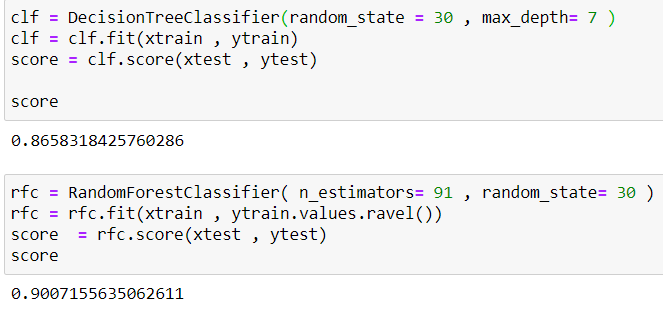 clf = DecisionTreeClassifier(random_state = 30 , max_depth= 7 )
clf = clf.fit(xtrain , ytrain)
score = clf.score(xtest , ytest)
score
0.8658318425760286
rfc = RandomForestClassifier( n_estimators= 91 , random_state= 30 )
rfc = rfc.fit(xtrain , ytrain.values.ravel())
score  = rfc.score(xtest , ytest)
score
0.9007155635062611